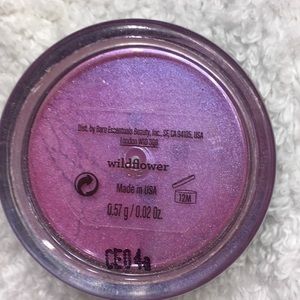 Dist. by Bare Escentuals Beauty, Inc., SF, CA 94105, USA
London
wildflower
Made in USA
12M
0.57 g / 0.02 Oz.
CE04a